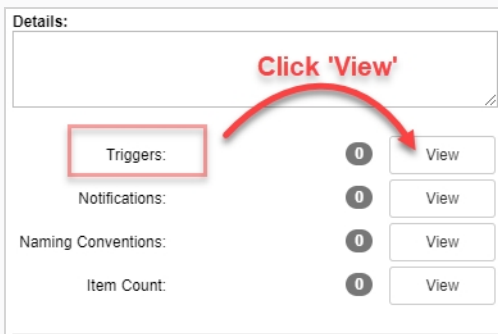 Details:
Click 'View'
Triggers: 0 View
Notifications: 0 View
Naming Conventions: 0 View
Item Count: 0 View